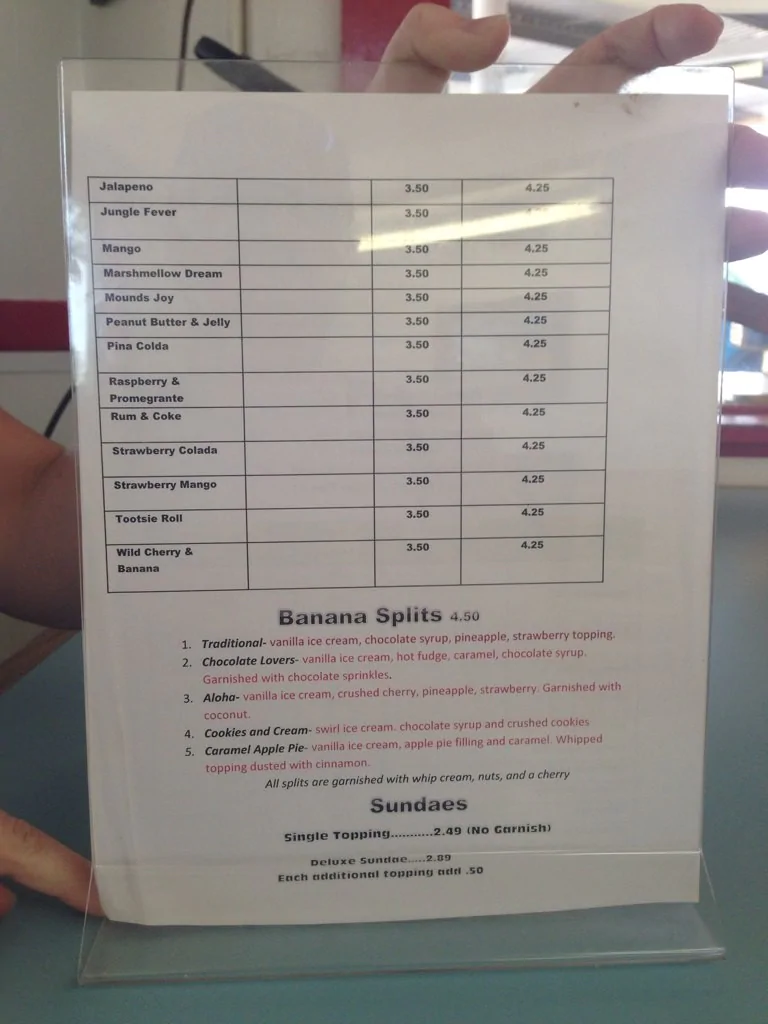 Jalapeno 3.50 4.25
Jungle Fever 3.50
Mango 3.50 4.25
Marshmellow Dream 3.50 4.25
Mounds Joy 3.50 4.25
Peanut Butter & Jelly 3.50 4.25
Pina Colda 3.50 4.25
Raspberry & 3.50 4.25
Promegrante
Rum & Coke 3.50 4.25
Strawberry Colada 3.50 4.25
Strawberry Mango 3.50 4.25
Tootsie Roll 3.50 4.25
Wild Cherry & 3.50 4.25
Banana
Banana Splits 4.50
1. Traditional- vanilla ice cream, chocolate syrup, pineapple, strawberry topping.
2. Chocolate Lovers- vanilla ice cream, hot fudge, caramel, chocolate syrup.
Garnished with chocolate sprinkles.
3. Aloha- vanilla ice cream, crushed cherry, pineapple, strawberry. Garnished with
coconut.
4. Cookies and Cream- swirl ice cream. chocolate syrup and crushed cookies
5. Caramel Apple Pie- vanilla ice cream, apple pie filling and caramel. Whipped
topping dusted with cinnamon.
All splits are garnished with whip cream, nuts, and a cherry
Sundaes
Single Topping...........2.49 (No Garnish)
Deluxe Sundae.....2.89
Each additional topping add .50